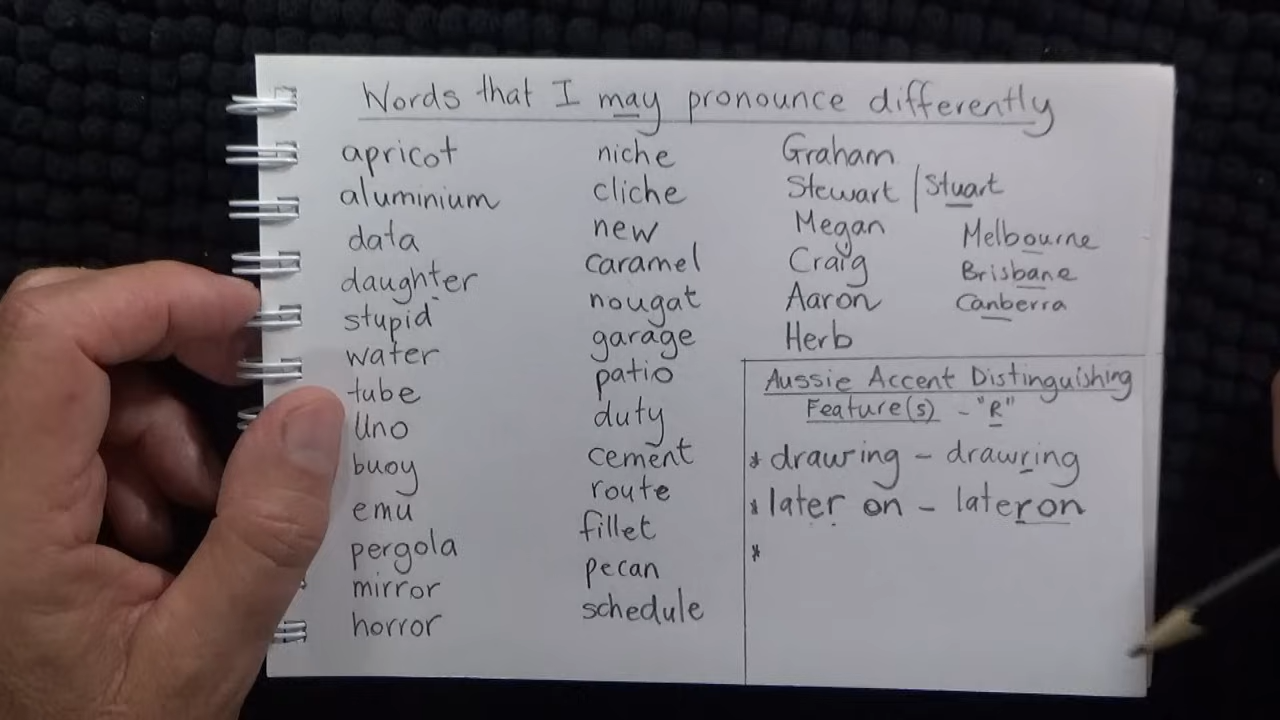 Words that I may pronounce differently
apricot
aluminium
data
daughter
stupid
water
tube
Uno
buoy
emu
pergola
mirror
horror
niche
cliche
new
caramel
nougat
garage
patio
duty
cement
route
fillet
pecan
schedule
Graham
Stewart / Stuart
Megan
Craig
Aaron
Herb
Melbourne
Brisbane
Canberra
Aussie Accent Distinguishing
Feature(s) - "R"
* drawing - drawring
* later on - lateron
*